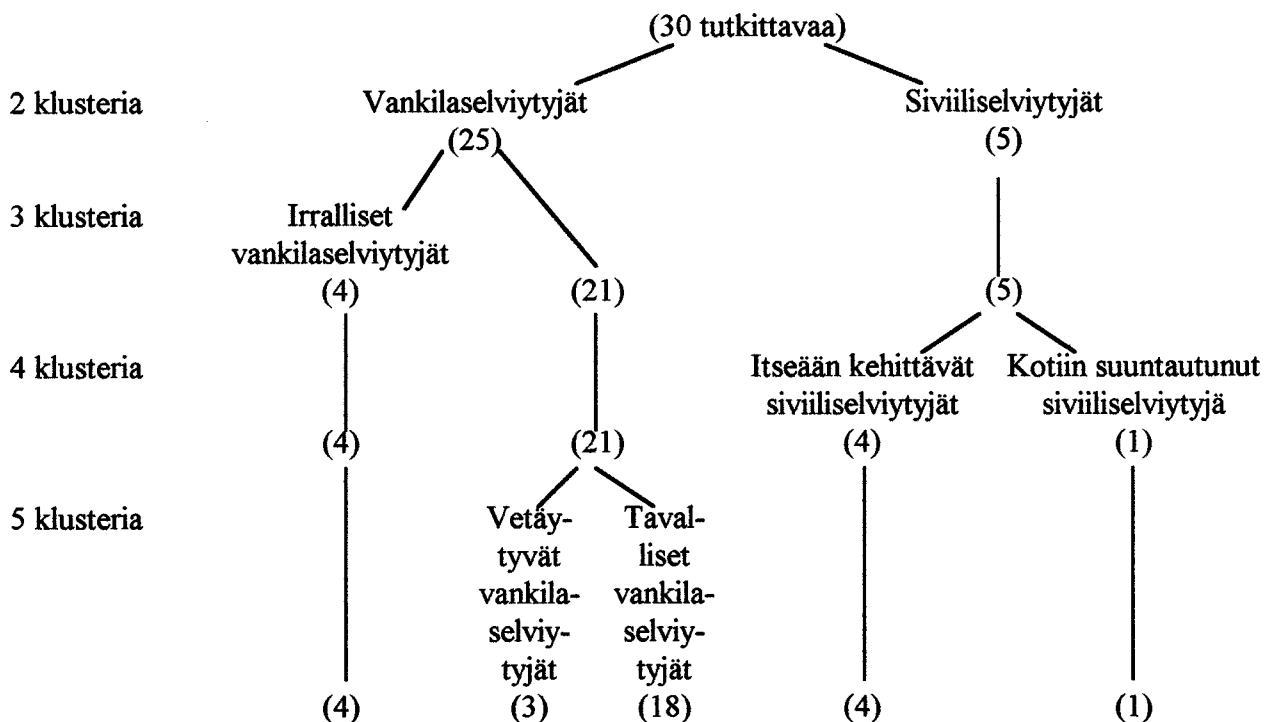 (30 tutkittavaa)
2 klusteria Vankilaselviytyjät Siviiliselviytyjät
(25) (5)
3 klusteria Irralliset
vankilaselviytyjät
(4) (21) (5)
4 klusteria Itseään kehittävät Kotiin suuntautunut
siviiliselviytyjät siviiliselviytyjä
(4) (21) (4) (1)
5 klusteria Vetäy- Taval-
tyvät liset
vankila- vankila-
selviy- selviy-
tyjät tyjät
(4) (3) (18) (4) (1)